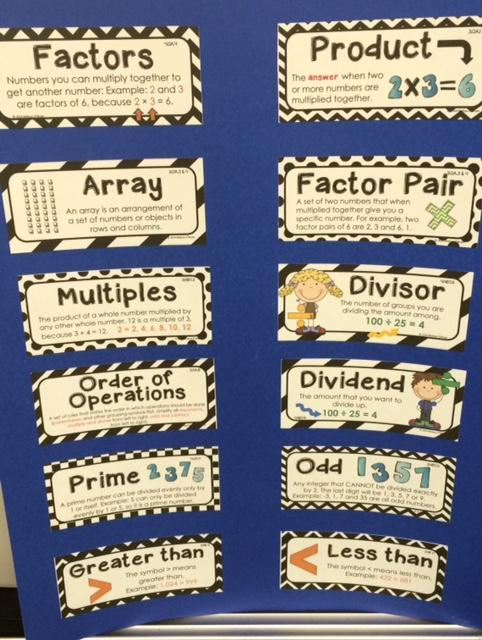 Factors
Numbers you can multiply together to
get another number: Example: 2 and 3
are factors of 6, because 2 × 3 = 6.
Product
The answer when two
or more numbers are
multiplied together.
2x3=6
Array
An array is an arrangement of
a set of numbers or objects in
rows and columns.
Factor Pair
A set of two numbers that when
multiplied together give you a
specific number. For example, two
factor pairs of 6 are 2, 3 and 6, 1.
Multiples
The product of a whole number multiplied by
any other whole number. 12 is a multiple of 3,
because 3 × 4 = 12. 2 = 2, 4, 6, 8, 10, 12
Divisor
The number of groups you are
dividing the amount among.
100 ÷ 25 = 4
Order of
Operations
A set of rules that states the order in which operations should be done
from left to right.
Dividend
The amount that you want to
divide up.
100 ÷ 25 = 4
Prime 2 3 7 5
A prime number can be divided evenly only by
1 or itself. Example: 5 can only be divided
evenly by 1 or 5, so it is a prime number.
Odd 1 3 5 7
Any integer that CANNOT be divided exactly
by 2. The last digit will be 1, 3, 5, 7 or 9.
Example: -3, 1, 7 and 35 are all odd numbers.
Greater than
>
The symbol > means
greater than.
Example: 1,024 > 999
Less than
<
The symbol < means less than.
Example: 422 < 681